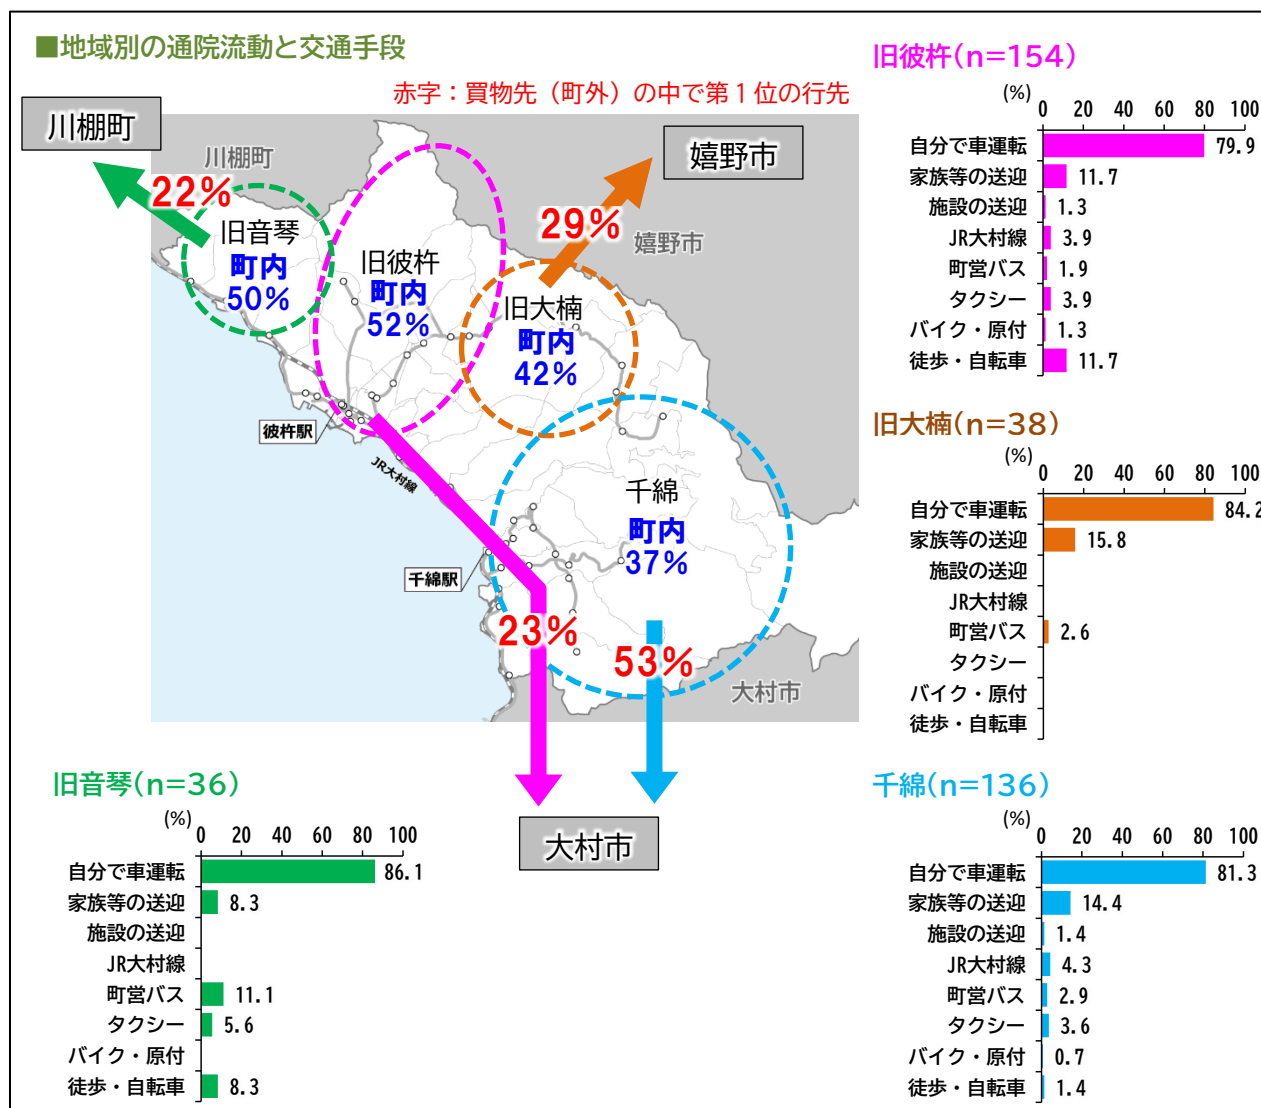 ■地域別の通院流動と交通手段
赤字：買物先（町外）の中で第１位の行先
川棚町
川棚町
22%
旧音琴
町内
50%
旧彼杵
町内
52%
嬉野市
29%
嬉野市
旧大楠
町内
42%
彼杵駅
JR大村線
千綿
町内
37%
千綿駅
23%
53%
大村市
大村市
旧彼杵(n=154)
(%)
0 20 40 60 80 100
自分で車運転 79.9
家族等の送迎 11.7
施設の送迎 1.3
JR大村線 3.9
町営バス 1.9
タクシー 3.9
バイク・原付 1.3
徒歩・自転車 11.7
旧大楠(n=38)
(%)
0 20 40 60 80 100
自分で車運転 84.2
家族等の送迎 15.8
施設の送迎
JR大村線
町営バス 2.6
タクシー
バイク・原付
徒歩・自転車
旧音琴(n=36)
(%)
0 20 40 60 80 100
自分で車運転 86.1
家族等の送迎 8.3
施設の送迎
JR大村線
町営バス 11.1
タクシー 5.6
バイク・原付
徒歩・自転車 8.3
千綿(n=136)
(%)
0 20 40 60 80 100
自分で車運転 81.3
家族等の送迎 14.4
施設の送迎 1.4
JR大村線 4.3
町営バス 2.9
タクシー 3.6
バイク・原付 0.7
徒歩・自転車 1.4